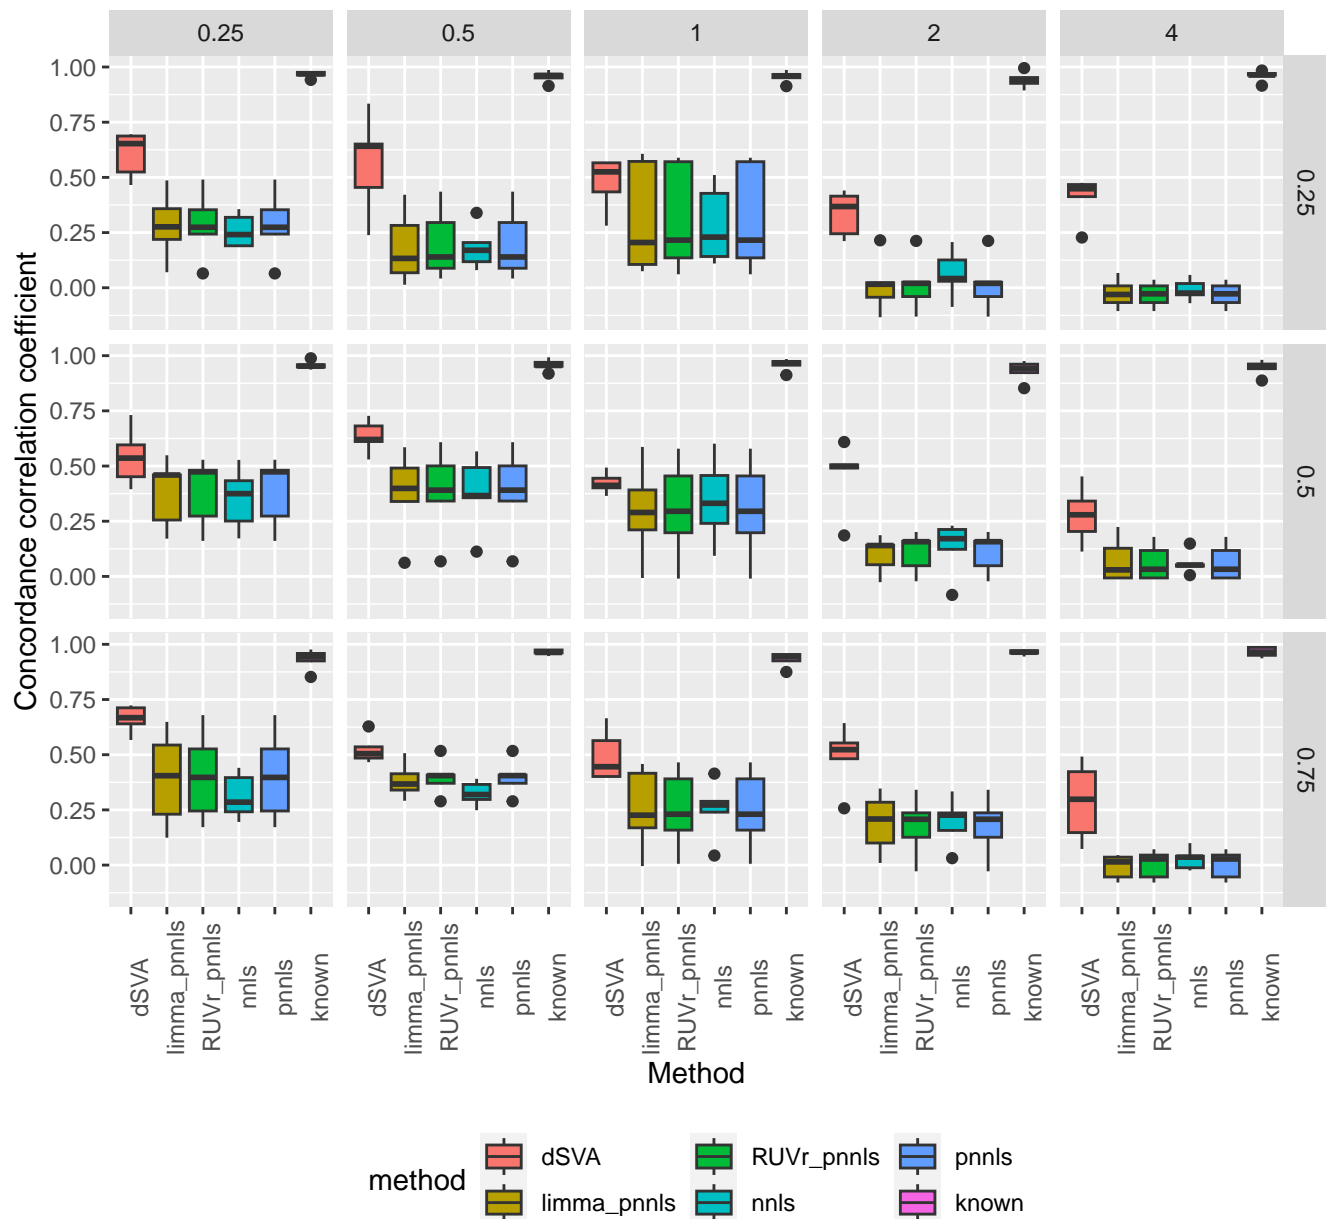 0.25 0.5 1 2 4
1.00
0.75
0.50
0.25
0.00
0.25
1.00
0.75
0.50
0.25
0.00
0.5
1.00
0.75
0.50
0.25
0.00
0.75
Concordance correlation coefficient
dSVA limma_pnnls RUVr_pnnls nnls pnnls known dSVA limma_pnnls RUVr_pnnls nnls pnnls known dSVA limma_pnnls RUVr_pnnls nnls pnnls known dSVA limma_pnnls RUVr_pnnls nnls pnnls known dSVA limma_pnnls RUVr_pnnls nnls pnnls known
Method
method
dSVA RUVr_pnnls pnnls
limma_pnnls nnls known